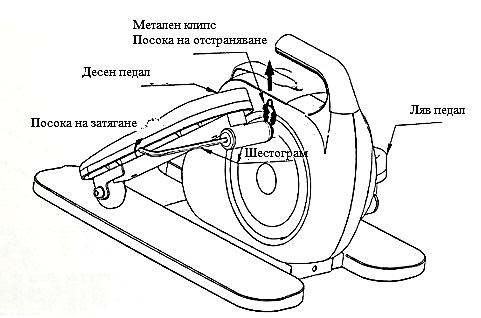 Метален клипс
Посока на отстраняване
Десен педал
Ляв педал
Посока на затягане
Шестограм